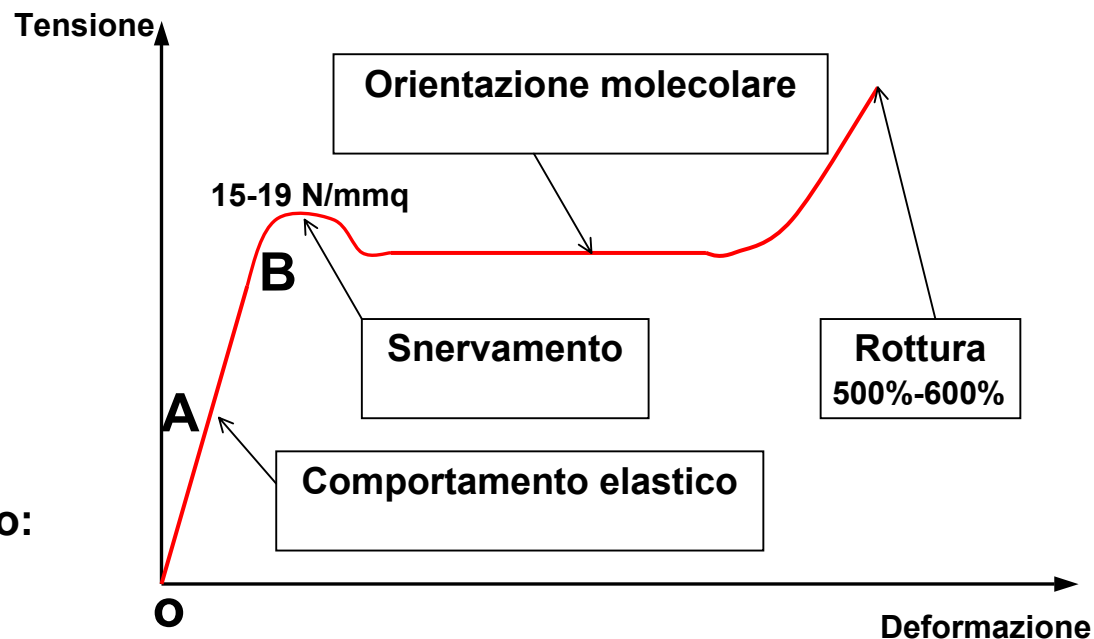 Tensione
Orientazione molecolare
15-19 N/mmq
B
Snervamento
Rottura
500%-600%
A
Comportamento elastico
o:
o
Deformazione